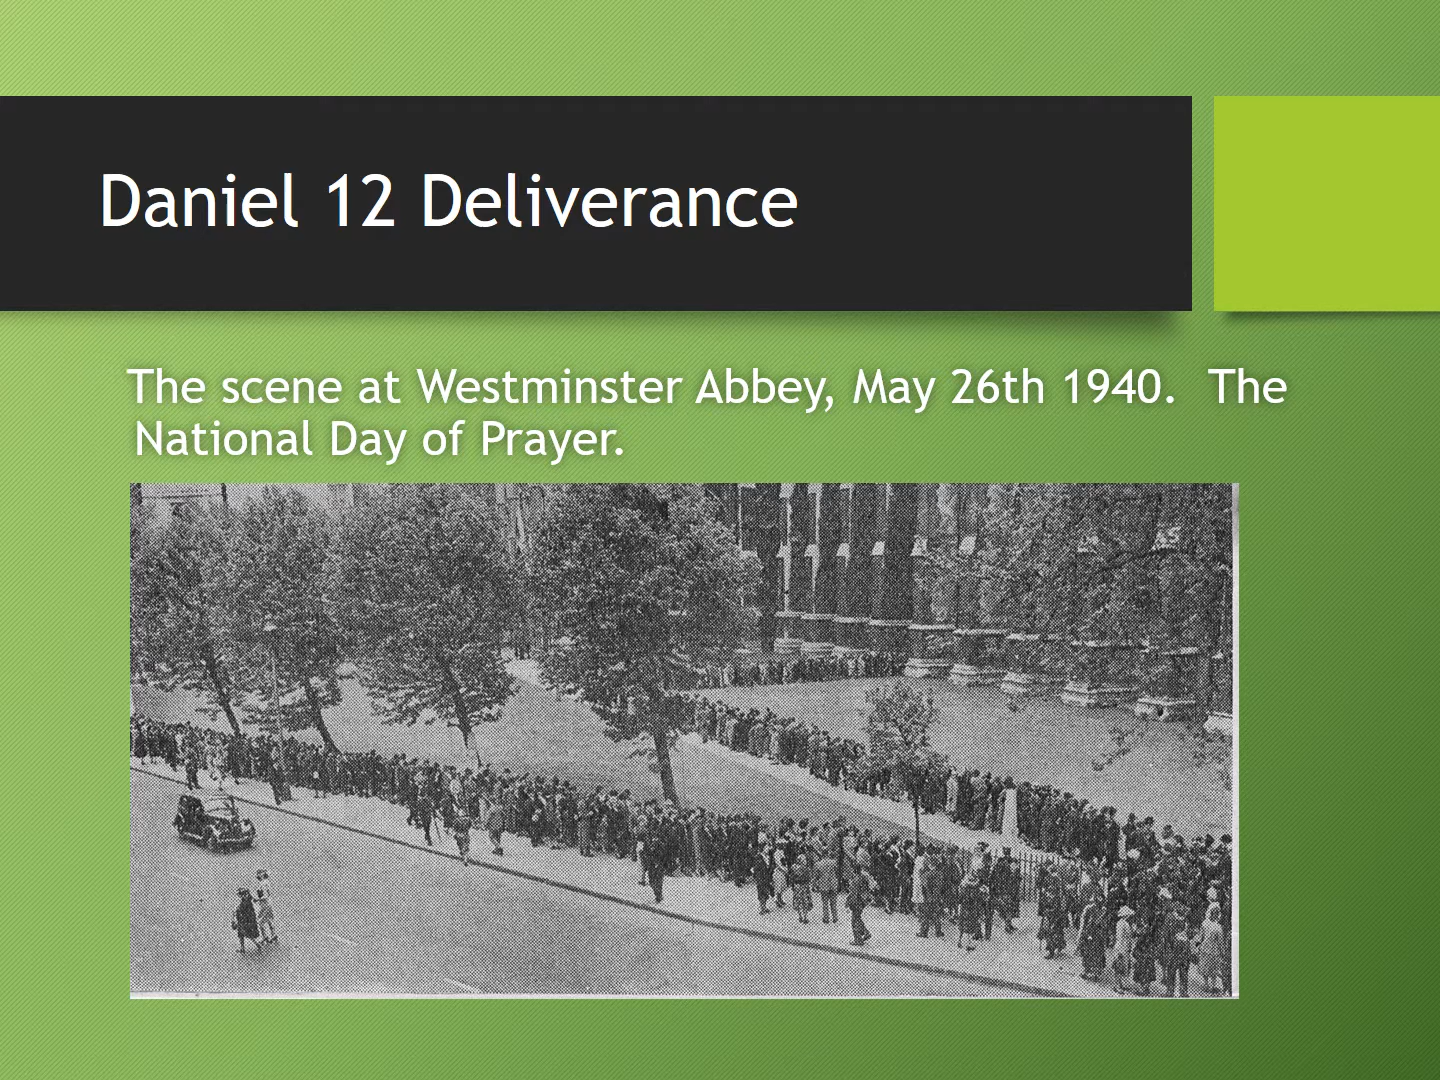 Daniel 12 Deliverance
The scene at Westminster Abbey, May 26th 1940.  The
National Day of Prayer.